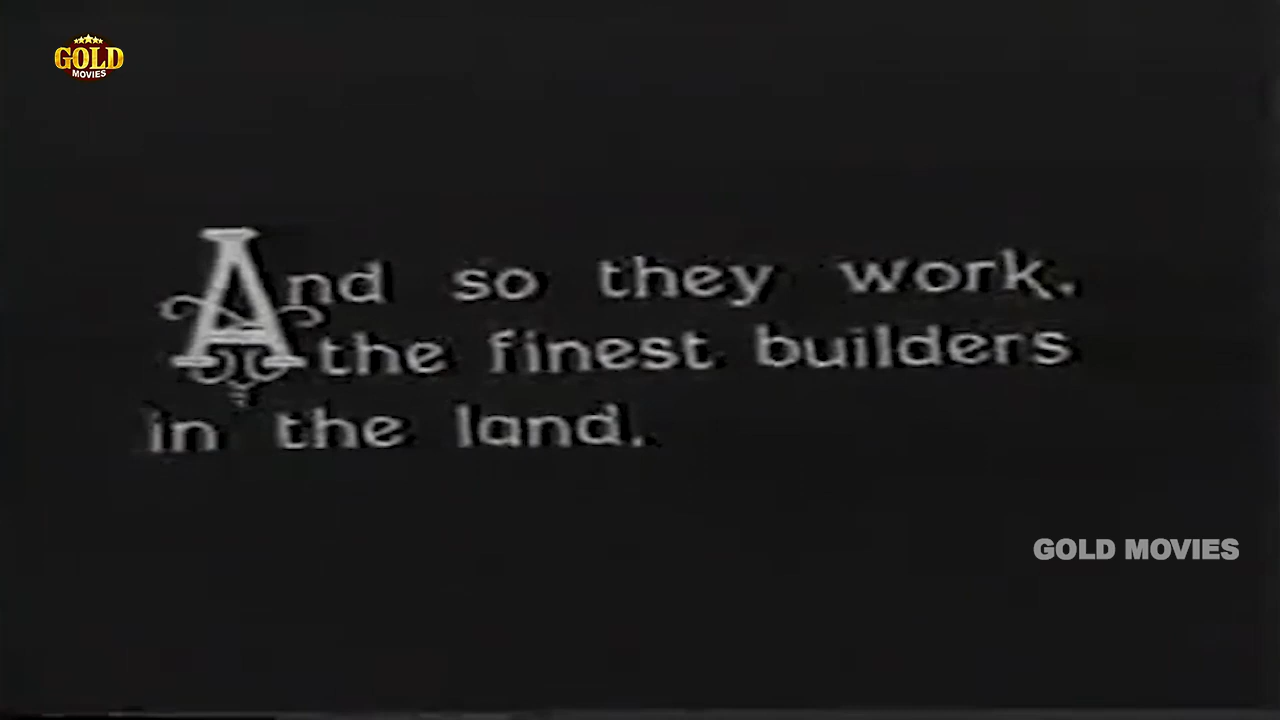 GOLD
MOVIES
And so they work,
the finest builders
in the land.
GOLD MOVIES